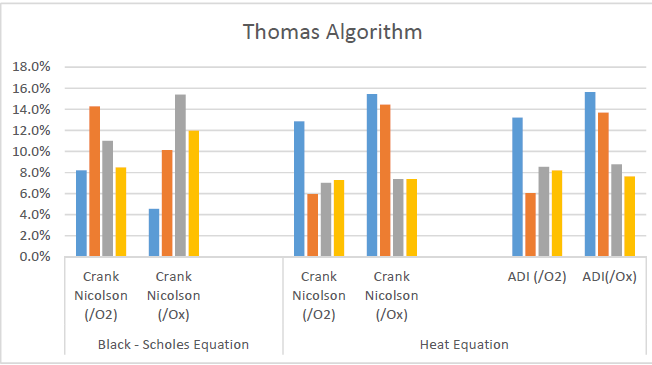 Thomas Algorithm
18.0%
16.0%
14.0%
12.0%
10.0%
8.0%
6.0%
4.0%
2.0%
0.0%
Crank
Nicolson
(/O2)
Crank
Nicolson
(/Ox)
Crank
Nicolson
(/O2)
Crank
Nicolson
(/Ox)
ADI (/O2)
ADI(/Ox)
Black - Scholes Equation
Heat Equation